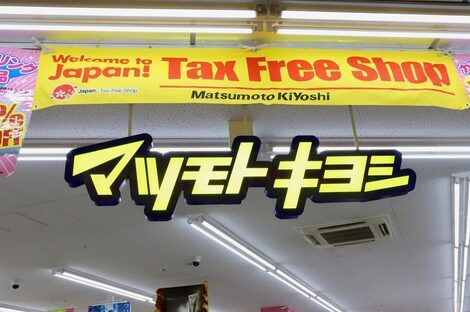 Welcome to
Japan!
Tax Free Shop
Japan. Tax-free Shop
Matsumoto KiYoshi
マツモトキヨシ